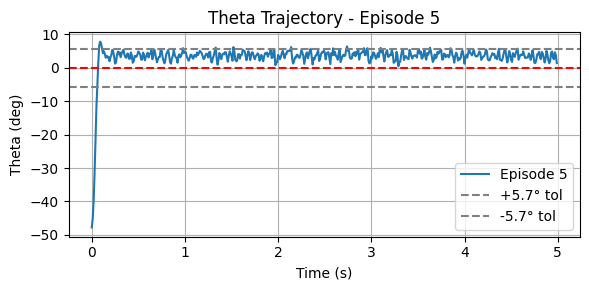 Theta Trajectory - Episode 5
Theta (deg)
10
0
−10
−20
−30
−40
−50
0
1
2
3
4
5
Time (s)
Episode 5
+5.7° tol
-5.7° tol